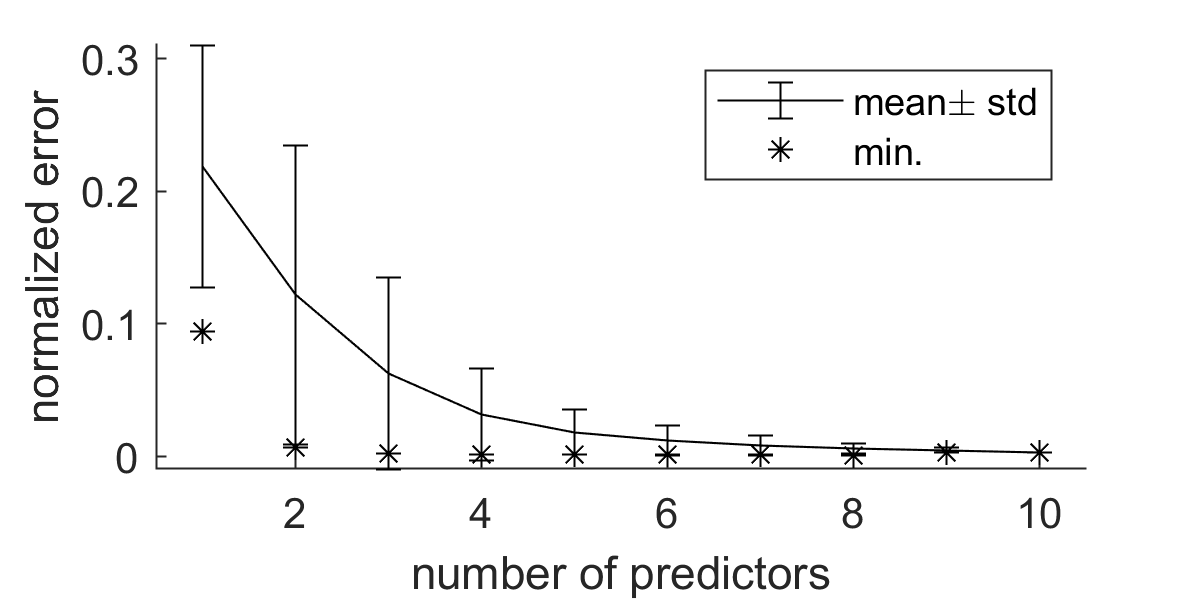 normalized error
0.3
0.2
0.1
0
mean± std
min.
2 4 6 8 10
number of predictors